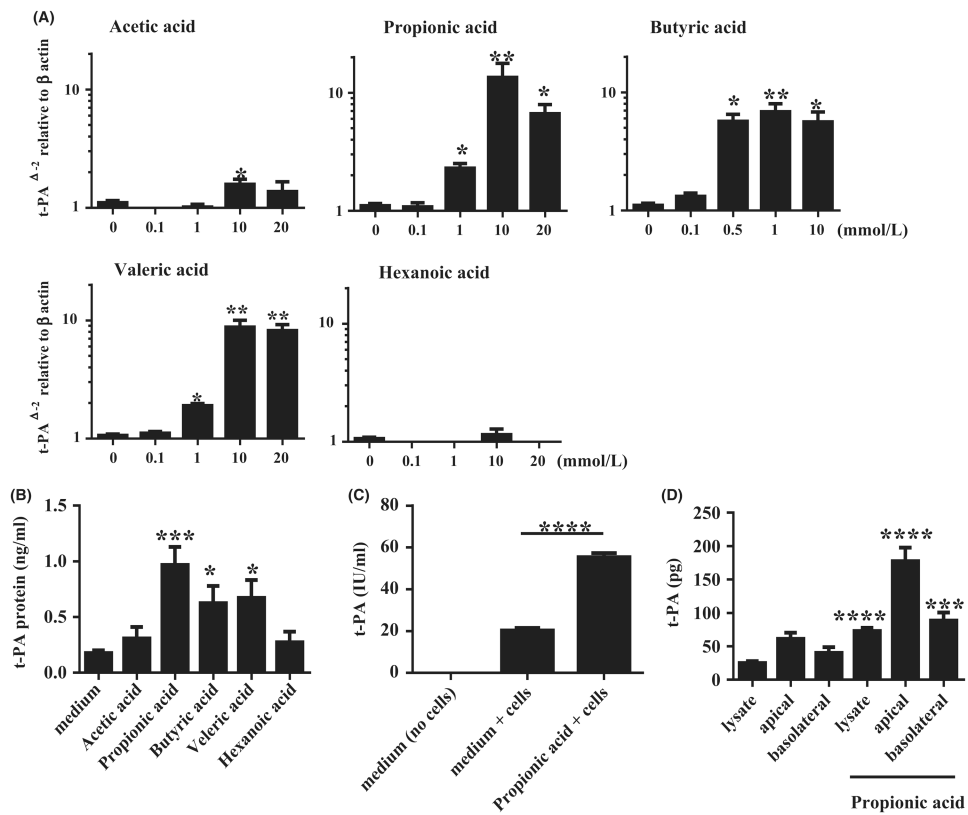 (A)
Acetic acid
Propionic acid
Butyric acid
t-PA Δ-2 relative to β actin
10
1
0 0.1 1 10 20
*
10
1
0 0.1 1 10 20
* ** *
10
1
0 0.1 0.5 1 10 (mmol/L)
* ** *
Valeric acid
Hexanoic acid
t-PA Δ-2 relative to β actin
10
1
0 0.1 1 10 20
* ** **
10
1
0 0.1 1 10 20 (mmol/L)
(B)
t-PA protein (ng/ml)
1.5
1.0
0.5
0.0
*** * *
medium
Acetic acid
Propionic acid
Butyric acid
Veleric acid
Hexanoic acid
(C)
t-PA (IU/ml)
80
60
40
20
0
****
medium (no cells)
medium + cells
Propionic acid + cells
(D)
t-PA (pg)
250
200
150
100
50
0
**** **** ***
lysate
apical
basolateral
lysate
apical
basolateral
Propionic acid